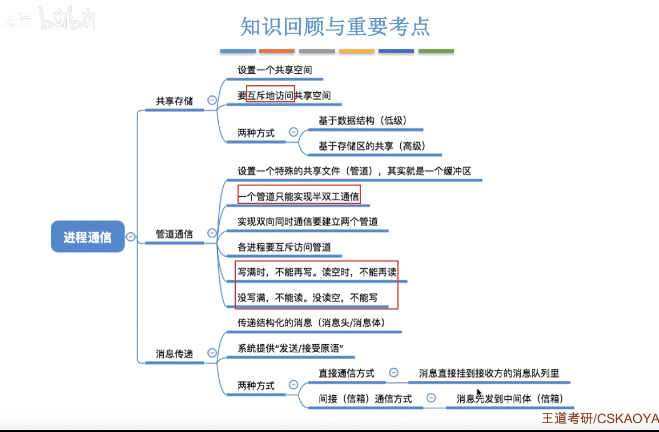 bilibili
知识回顾与重要考点
设置一个共享空间
要互斥地访问共享空间
共享存储
两种方式
基于数据结构（低级）
基于存储区的共享（高级）
设置一个特殊的共享文件（管道），其实就是一个缓冲区
一个管道只能实现半双工通信
实现双向同时通信要建立两个管道
进程通信
管道通信
各进程要互斥访问管道
写满时，不能再写。读空时，不能再读
没写满，不能读。没读空，不能写
传递结构化的消息（消息头/消息体）
消息传递
系统提供“发送/接受原语”
两种方式
直接通信方式
消息直接挂到接收方的消息队列里
间接（信箱）通信方式
消息先发到中间体（信箱）
王道考研/CSKAOYA